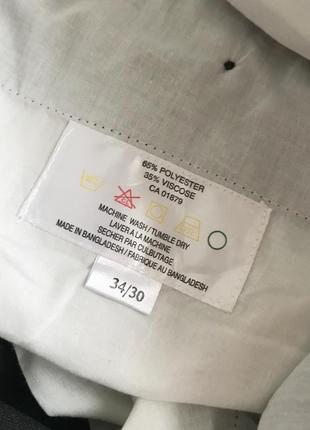 65% POLYESTER
35% VISCOSE
CA 01879
MACHINE WASH/TUMBLE DRY
LAVER A LA MACHINE
SECHER PAR CULBUTAGE
MADE IN BANGLADESH/ FABRIQUE AU BANGLADESH
34/30